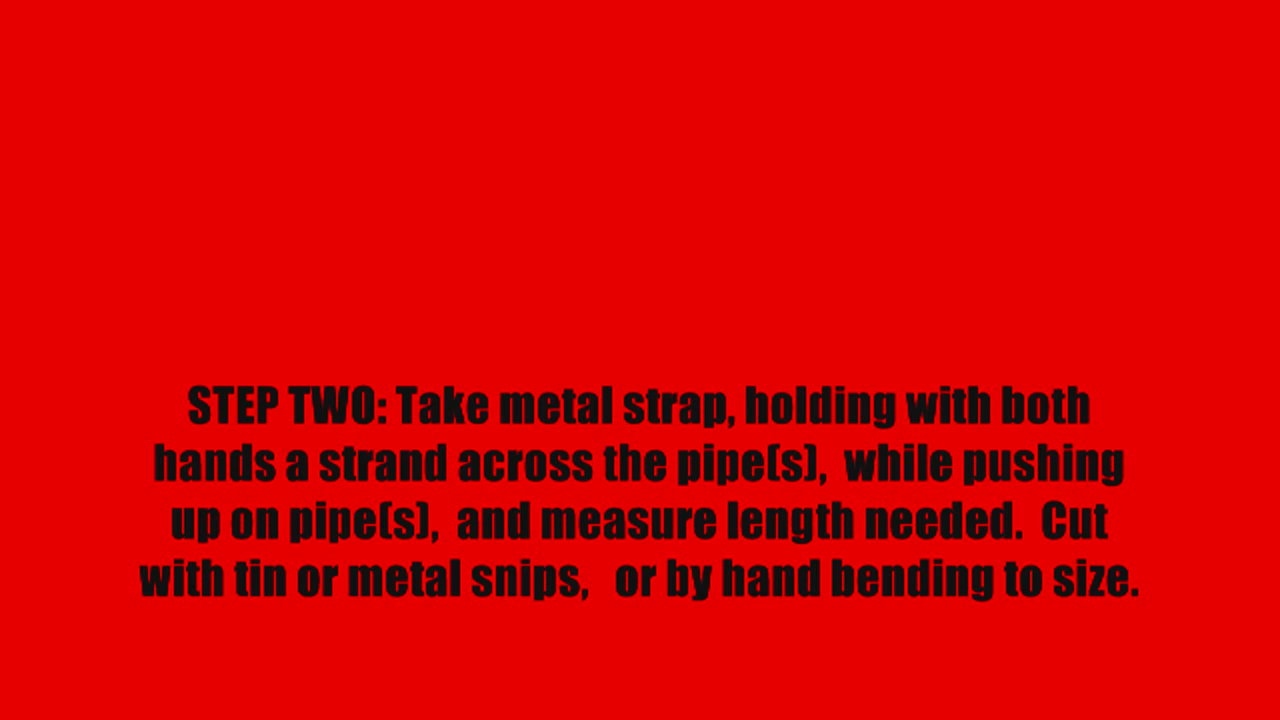 STEP TWO: Take metal strap, holding with both
hands a strand across the pipe(s),  while pushing
up on pipe(s),  and measure length needed.  Cut
with tin or metal snips,   or by hand bending to size.